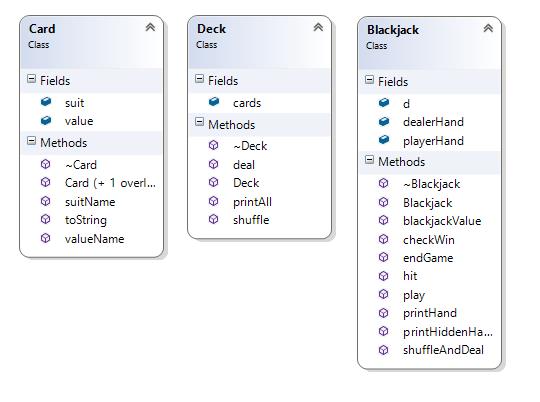 Card
Class
Fields
suit
value
Methods
~Card
Card (+ 1 overl...
suitName
toString
valueName
Deck
Class
Fields
cards
Methods
~Deck
deal
Deck
printAll
shuffle
Blackjack
Class
Fields
d
dealerHand
playerHand
Methods
~Blackjack
Blackjack
blackjackValue
checkWin
endGame
hit
play
printHand
printHiddenHa...
shuffleAndDeal